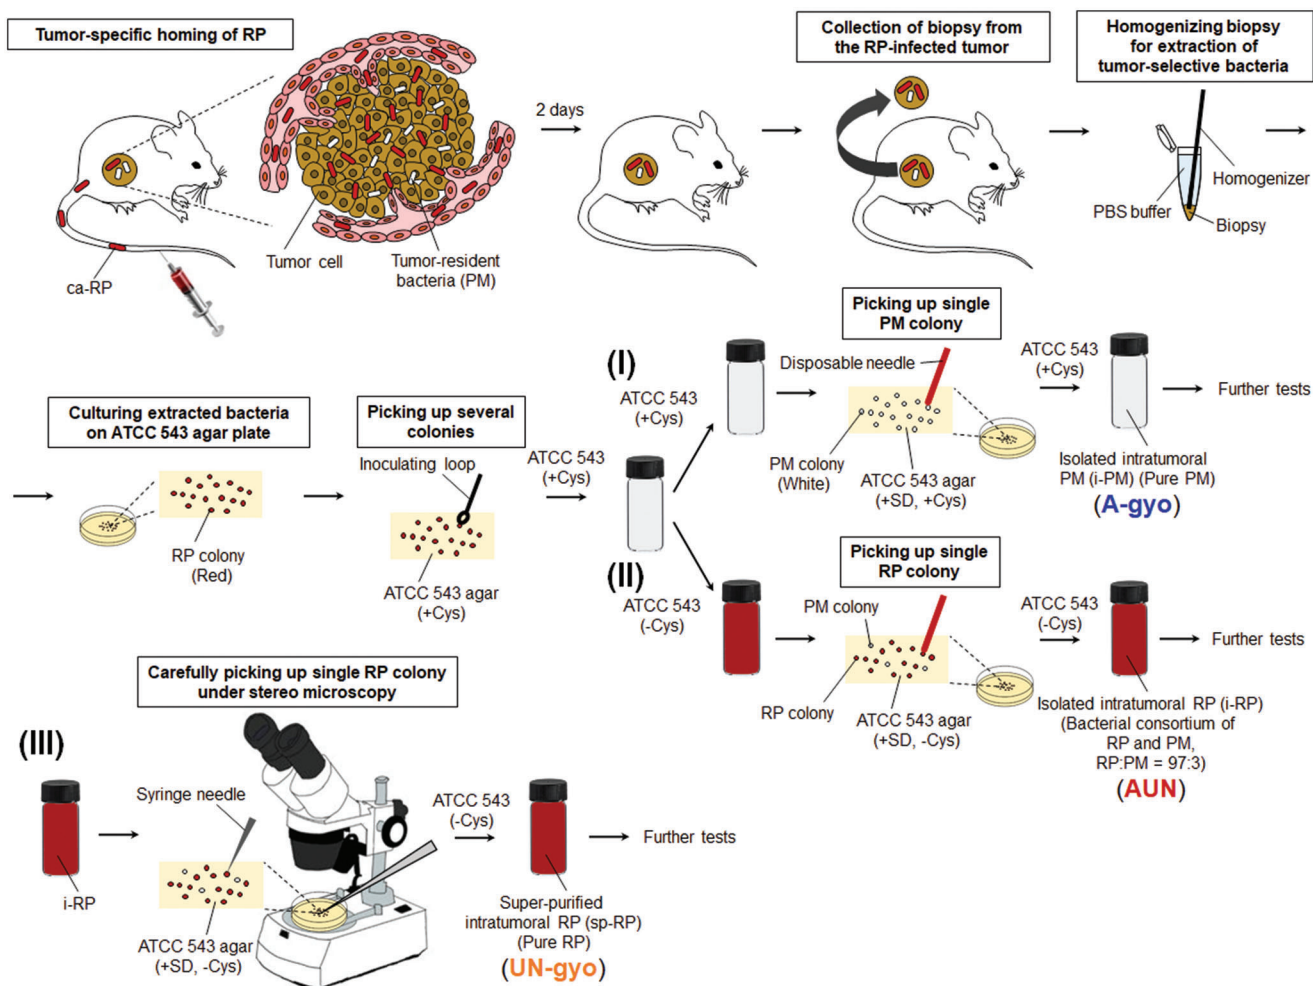 Tumor-specific homing of RP
ca-RP
Tumor cell
Tumor-resident
bacteria (PM)
2 days
Collection of biopsy from
the RP-infected tumor
Homogenizing biopsy
for extraction of
tumor-selective bacteria
PBS buffer
Homogenizer
Biopsy
Culturing extracted bacteria
on ATCC 543 agar plate
RP colony
(Red)
Picking up several
colonies
Inoculating loop
ATCC 543 agar
(+Cys)
ATCC 543
(+Cys)
(I)
ATCC 543
(+Cys)
Picking up single
PM colony
Disposable needle
PM colony
(White)
ATCC 543 agar
(+SD, +Cys)
ATCC 543
(+Cys)
Further tests
Isolated intratumoral
PM (i-PM) (Pure PM)
(A-gyo)
(II)
ATCC 543
(-Cys)
Picking up single
RP colony
PM colony
RP colony
ATCC 543 agar
(+SD, -Cys)
ATCC 543
(-Cys)
Further tests
Isolated intratumoral RP (i-RP)
(Bacterial consortium of
RP and PM,
RP:PM = 97:3)
(AUN)
(III)
Carefully picking up single RP colony
under stereo microscopy
i-RP
Syringe needle
ATCC 543 agar
(+SD, -Cys)
ATCC 543
(-Cys)
Further tests
Super-purified
intratumoral RP (sp-RP)
(Pure RP)
(UN-gyo)